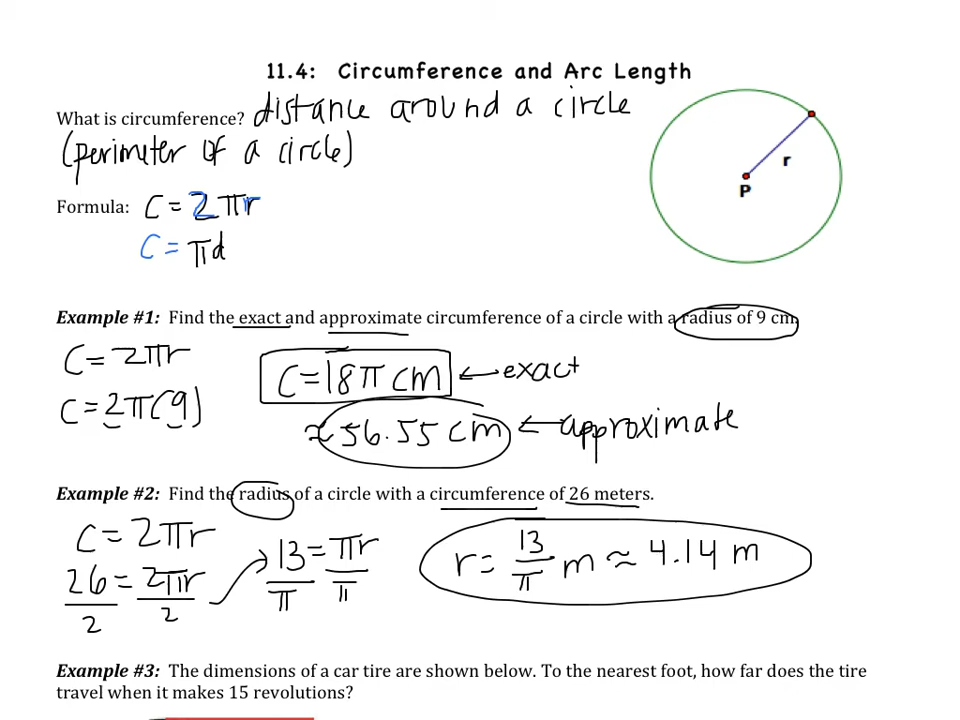 11.4: Circumference and Arc Length
What is circumference? distance around a circle
(perimeter of a circle)
r
P
Formula: C = 2πr
C = πd
Example #1: Find the exact and approximate circumference of a circle with a radius of 9 cm.
C = 2πr
C = 2π(9)
C = 18π cm ← exact
≈ 56.55 cm ← approximate
Example #2: Find the radius of a circle with a circumference of 26 meters.
C = 2πr
26/2 = 2πr/2
13/π = πr/π
r = 13/π m ≈ 4.14 m
Example #3: The dimensions of a car tire are shown below. To the nearest foot, how far does the tire
travel when it makes 15 revolutions?